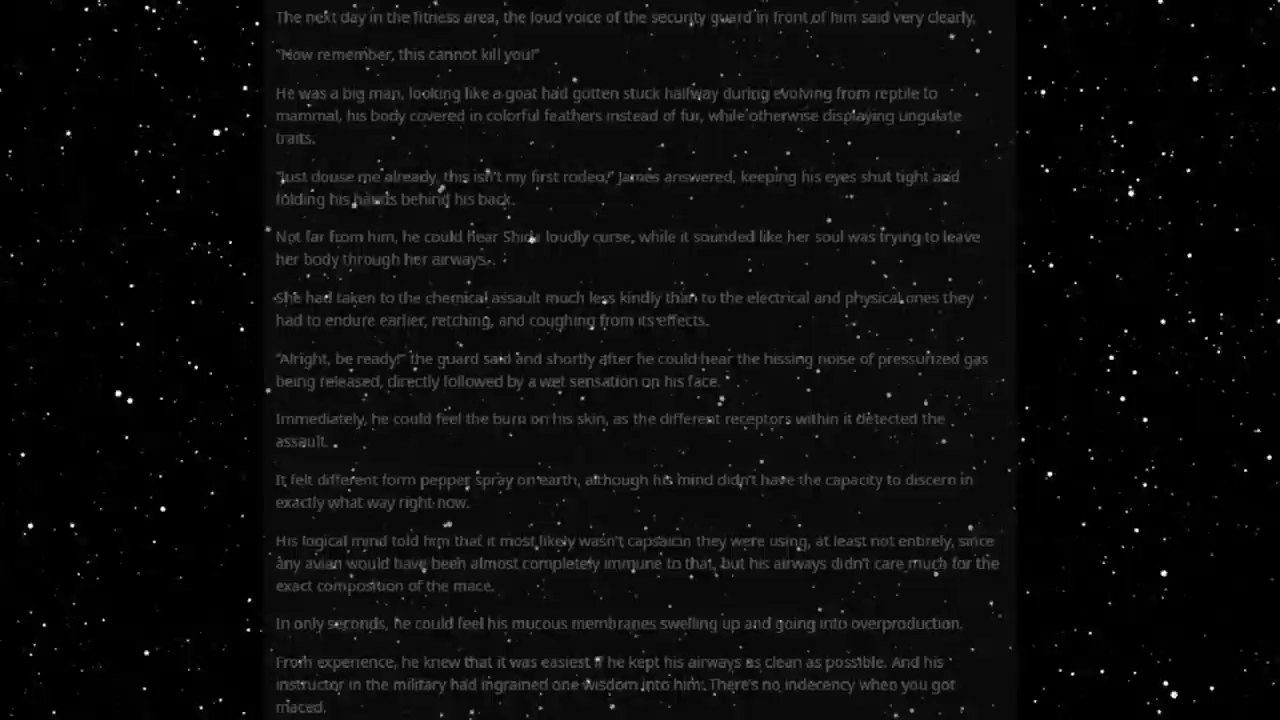 The next day in the fitness area, the loud voice of the security guard in front of him said very clearly,
"Now remember, this cannot kill you!"
He was a big man, looking like a goat had gotten stuck halfway during evolving from reptile to
mammal, his body covered in colorful feathers instead of fur, while otherwise displaying ungulate
traits.
"Just douse me already, this isn't my first rodeo," James answered, keeping his eyes shut tight and
folding his hands behind his back.
Not far from him, he could hear Shida loudly curse, while it sounded like her soul was trying to leave
her body through her airways.
She had taken to the chemical assault much less kindly than to the electrical and physical ones they
had to endure earlier, retching, and coughing from its effects.
"Alright, be ready!" the guard said and shortly after he could hear the hissing noise of pressurized gas
being released, directly followed by a wet sensation on his face.
Immediately, he could feel the burn on his skin, as the different receptors within it detected the
assault.
It felt different form pepper spray on earth, although his mind didn't have the capacity to discern in
exactly what way right now.
His logical mind told him that it most likely wasn't capsaicin they were using, at least not entirely, since
any avian would have been almost completely immune to that, but his airways didn't care much for the
exact composition of the mace.
In only seconds, he could feel his mucous membranes swelling up and going into overproduction.
From experience, he knew that it was easiest if he kept his airways as clean as possible. And his
instructor in the military had ingrained one wisdom into him: There's no indecency when you got
maced.